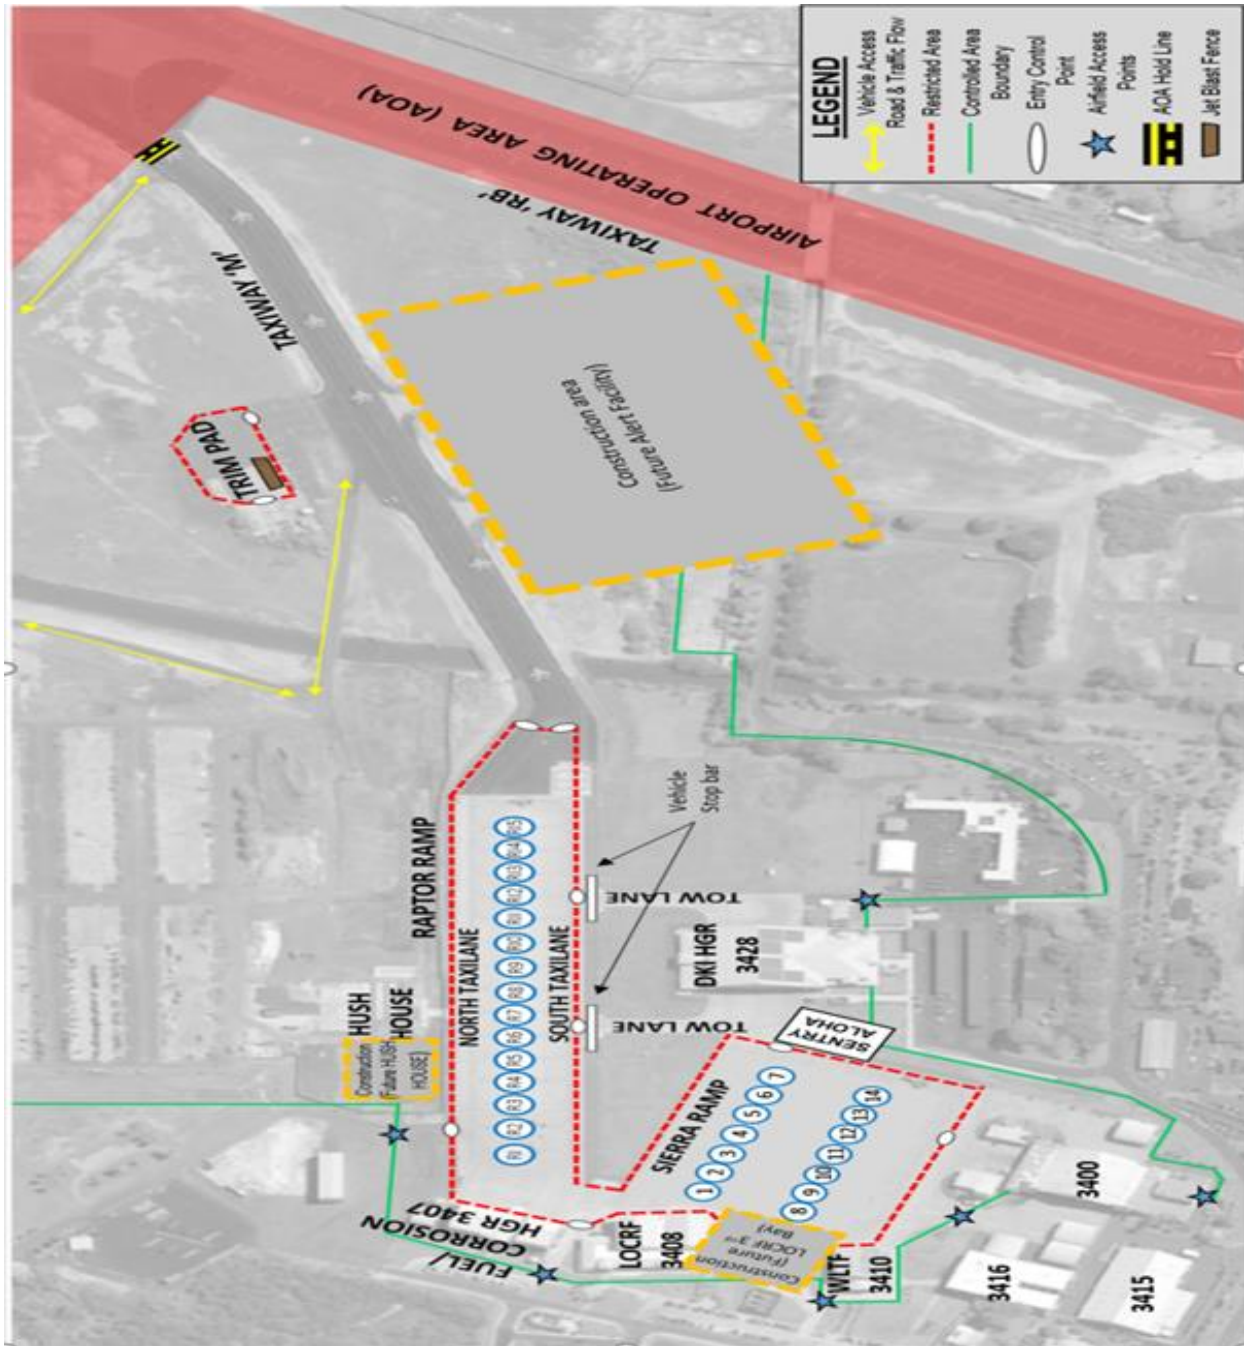 AIRPORT OPERATING AREA (AOA)
TAXIWAY 'RB'
TAXIWAY 'M'
TRIM PAD
Construction area
(Future Alert Facility)
LEGEND
Vehicle Access
Road & Traffic Flow
Restricted Area
Controlled Area
Boundary
Entry Control
Point
Airfield Access
Points
AOA Hold Line
Jet Blast Fence
RAPTOR RAMP
HUSH
HOUSE
Construction
(Future HUSH
HOUSE)
NORTH TAXILANE
R1 R2 R3 R4 R5 R6 R7 R8 R9 R10 R11 R12 R13 R14 R15
SOUTH TAXILANE
Vehicle
Stop bar
TOW LANE
TOW LANE
DKI HGR
3428
SENTRY
ALOHA
SIERRA RAMP
1 2 3 4 5 6 7
8 9 10 11 12 13 14
FUEL/
CORROSION
HGR 3407
LOCRF
3408
Construction
(Future
LOCRF 3rd
Bay)
WLTF
3410
3416
3400
3415